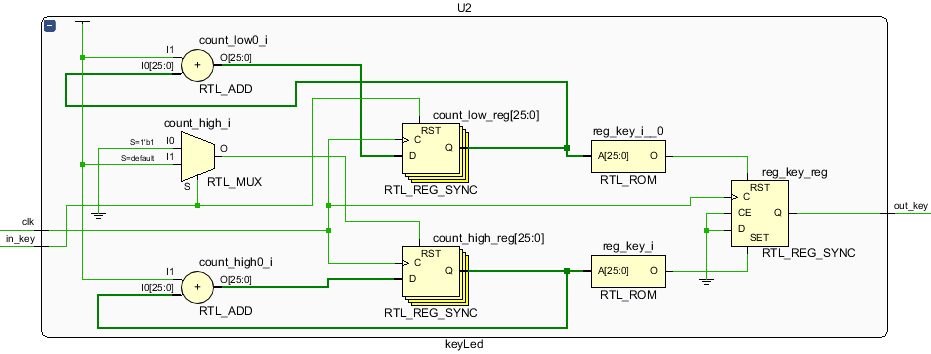 U2
count_low0_i
I1
I0[25:0]
+
O[25:0]
RTL_ADD
count_high_i
S=1'b1
I0
S=default
I1
O
S
RTL_MUX
count_low_reg[25:0]
RST
C
D
Q
RTL_REG_SYNC
reg_key_i__0
A[25:0]
O
RTL_ROM
reg_key_reg
RST
C
CE
D
SET
Q
RTL_REG_SYNC
out_key
clk
in_key
count_high0_i
I1
I0[25:0]
+
O[25:0]
RTL_ADD
count_high_reg[25:0]
RST
C
D
Q
RTL_REG_SYNC
reg_key_i
A[25:0]
O
RTL_ROM
keyLed